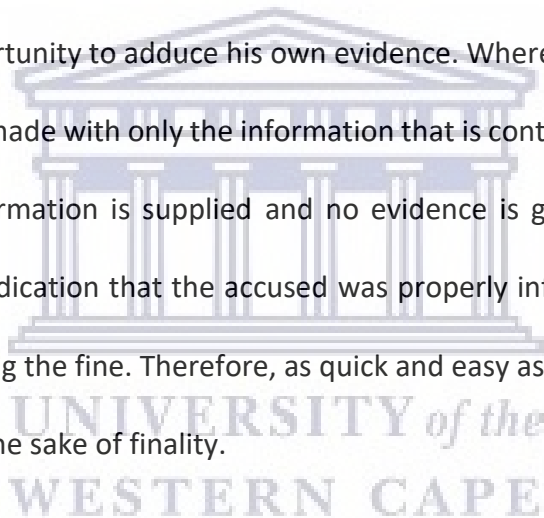 rtunity to adduce his own evidence. Where
nade with only the information that is cont
rmation is supplied and no evidence is g
dication that the accused was properly inf
g the fine. Therefore, as quick and easy as
UNIVERSITY of the
ne sake of finality.
WESTERN CAPE